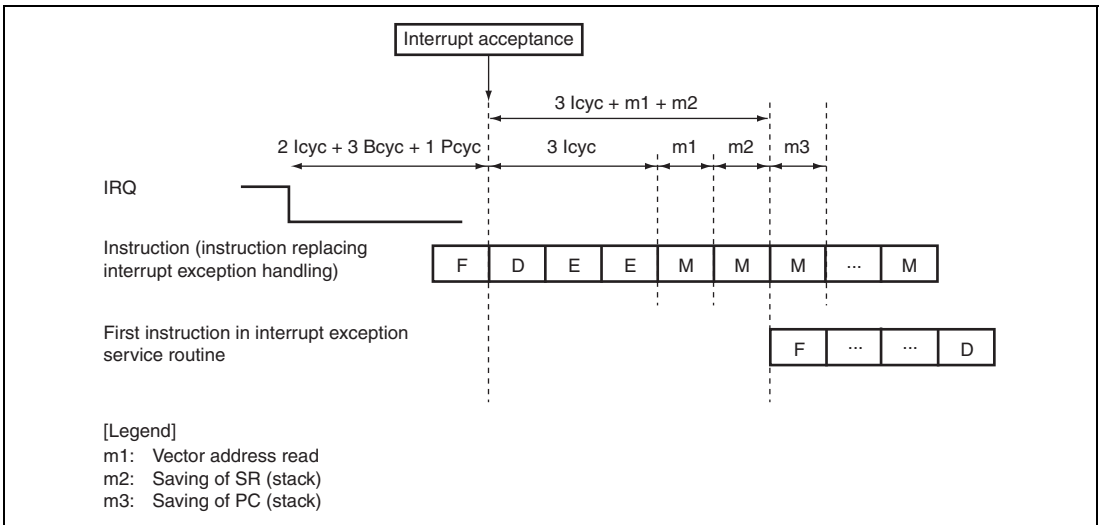 Interrupt acceptance
3 Icyc + m1 + m2
2 Icyc + 3 Bcyc + 1 Pcyc
3 Icyc
m1
m2
m3
IRQ
Instruction (instruction replacing
interrupt exception handling)
F D E E M M M ... M
First instruction in interrupt exception
service routine
F ... ... D
[Legend]
m1: Vector address read
m2: Saving of SR (stack)
m3: Saving of PC (stack)